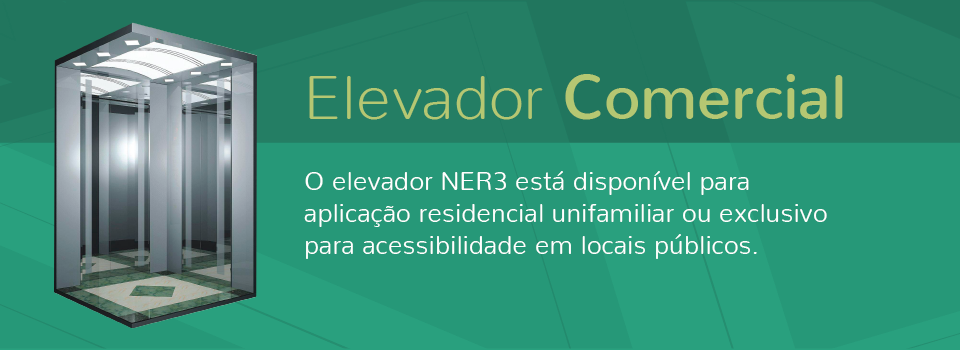 Elevador Comercial
O elevador NER3 está disponível para
aplicação residencial unifamiliar ou exclusivo
para acessibilidade em locais públicos.